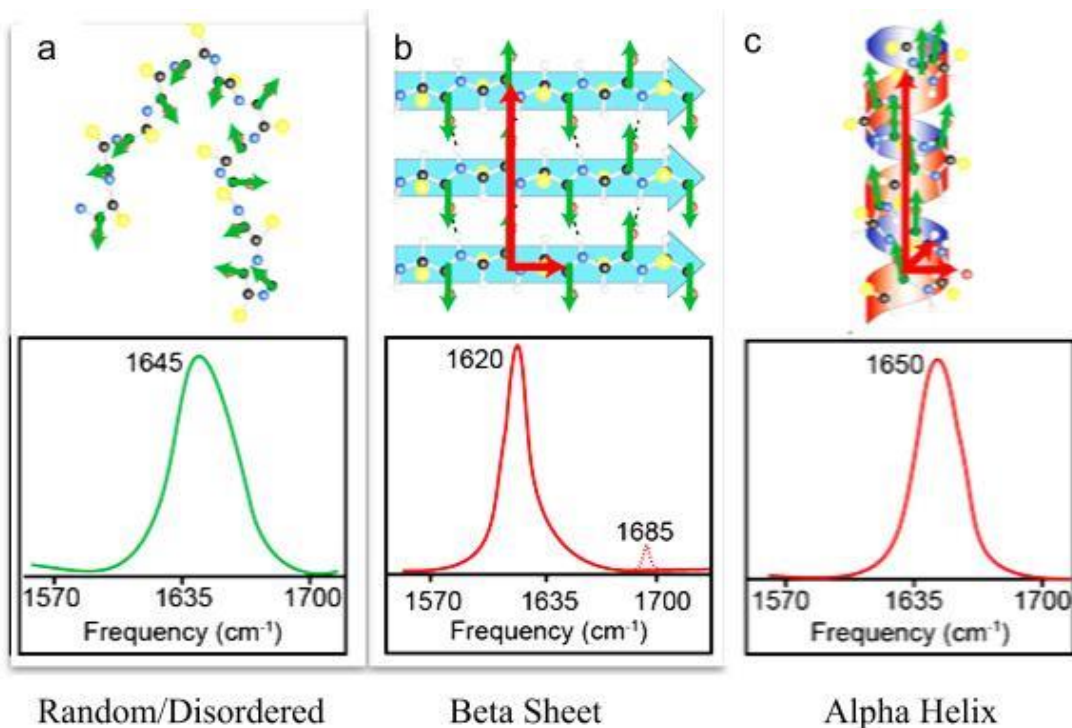 a
b
c
1645
1620
1685
1650
1570 1635 1700
1570 1635 1700
1570 1635 1700
Frequency (cm⁻¹)
Frequency (cm⁻¹)
Frequency (cm⁻¹)
Random/Disordered
Beta Sheet
Alpha Helix